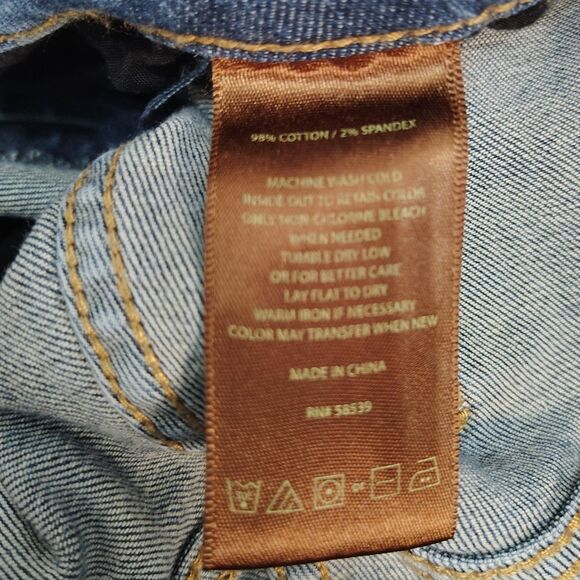 98% COTTON / 2% SPANDEX
MACHINE WASH COLD
INSIDE OUT TO RETAIN COLOR
ONLY NON-CHLORINE BLEACH
WHEN NEEDED
TUMBLE DRY LOW
OR FOR BETTER CARE
LAY FLAT TO DRY
WARM IRON IF NECESSARY
COLOR MAY TRANSFER WHEN NEW
MADE IN CHINA
RN# 58539
or